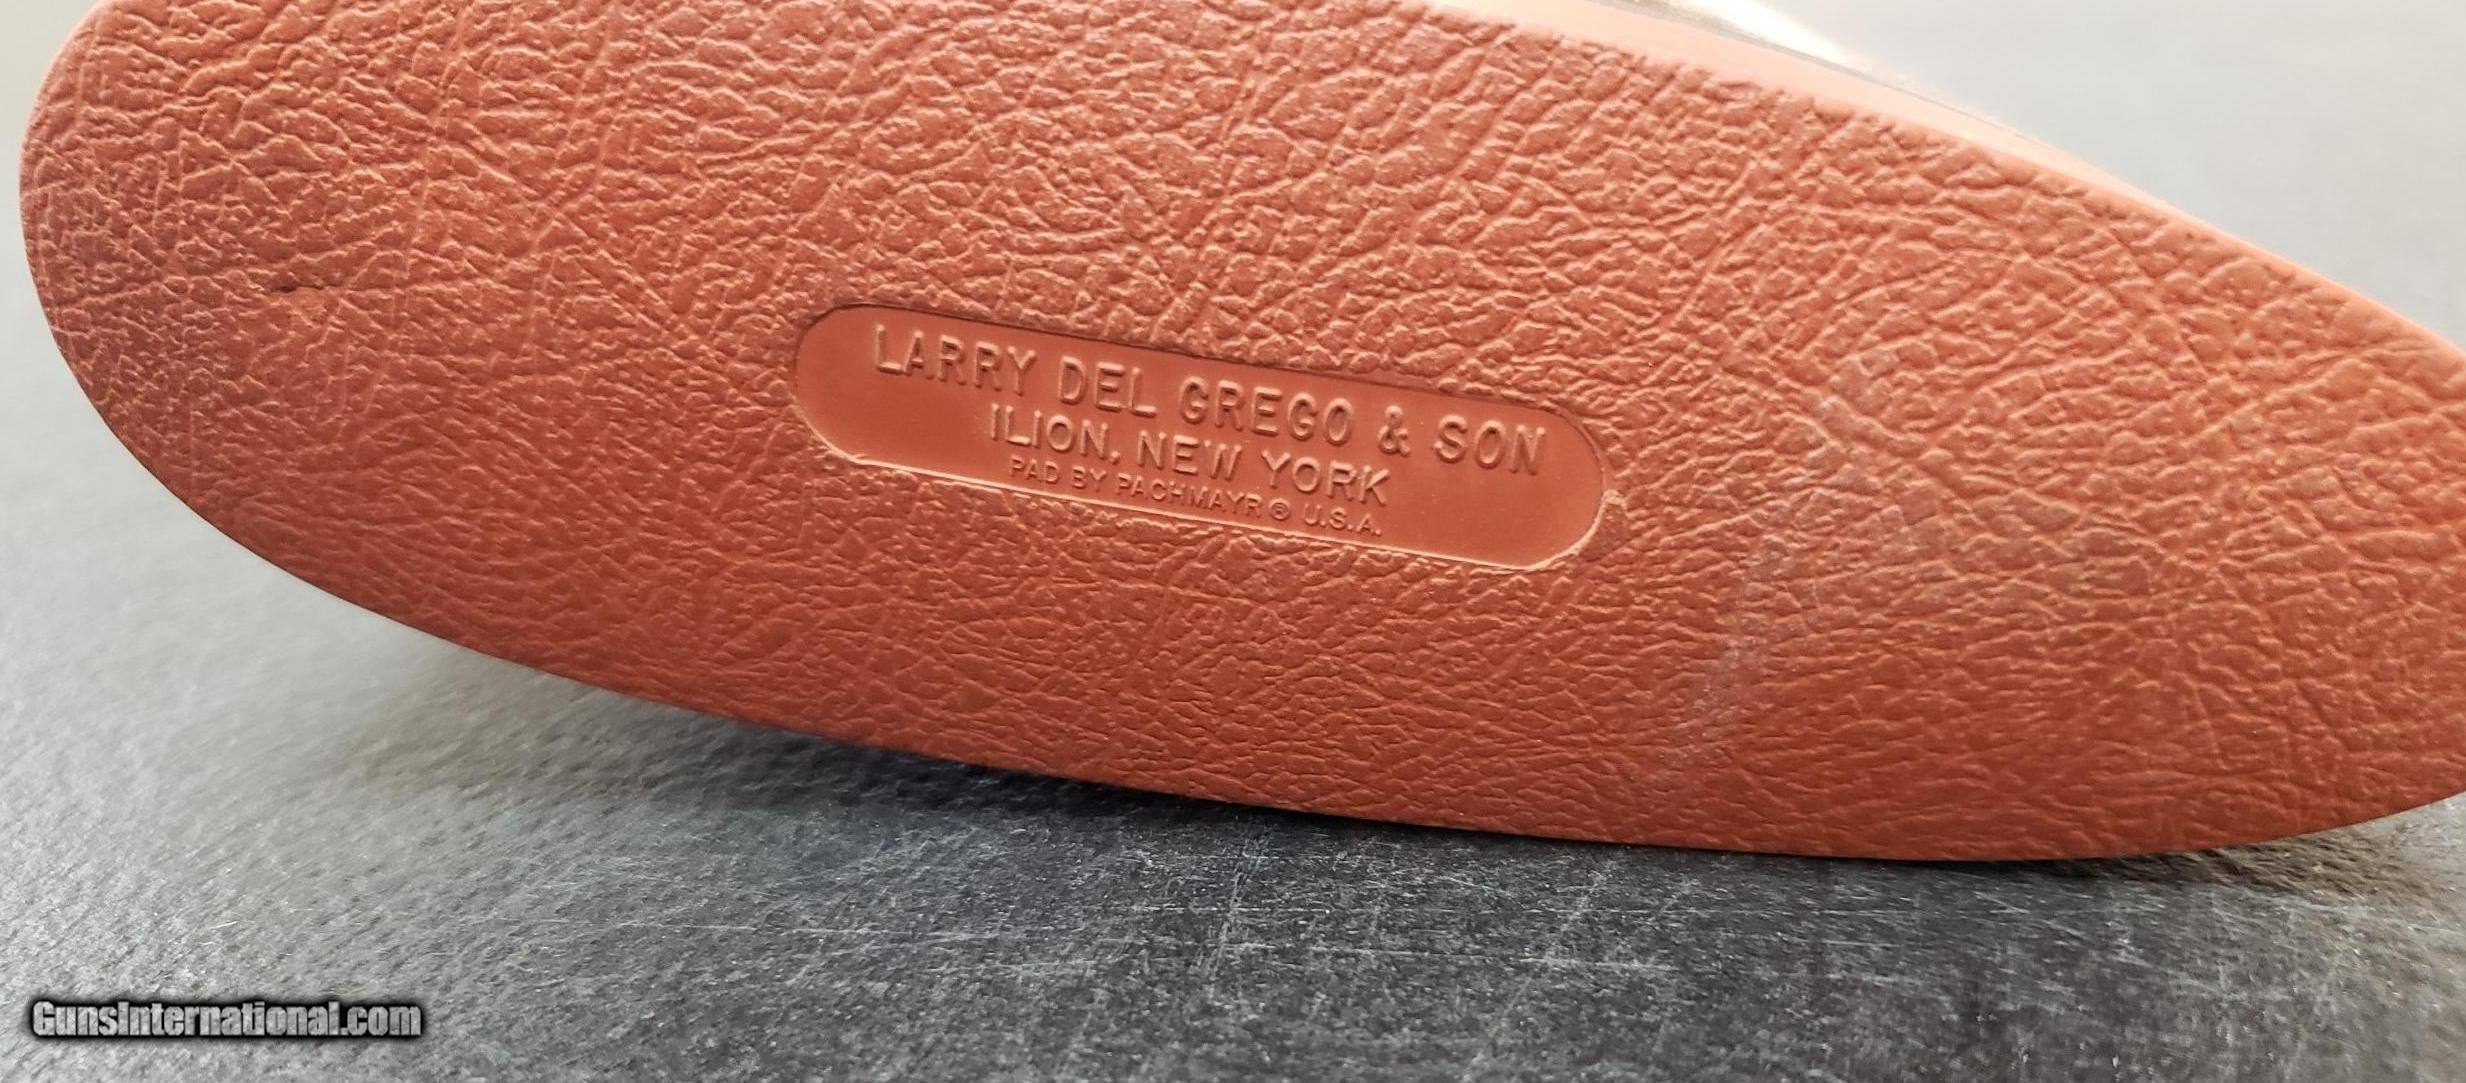 LARRY DEL GREGO & SON
ILION, NEW YORK
PAD BY PACHMAYR ® U.S.A.
GunsInternational.com